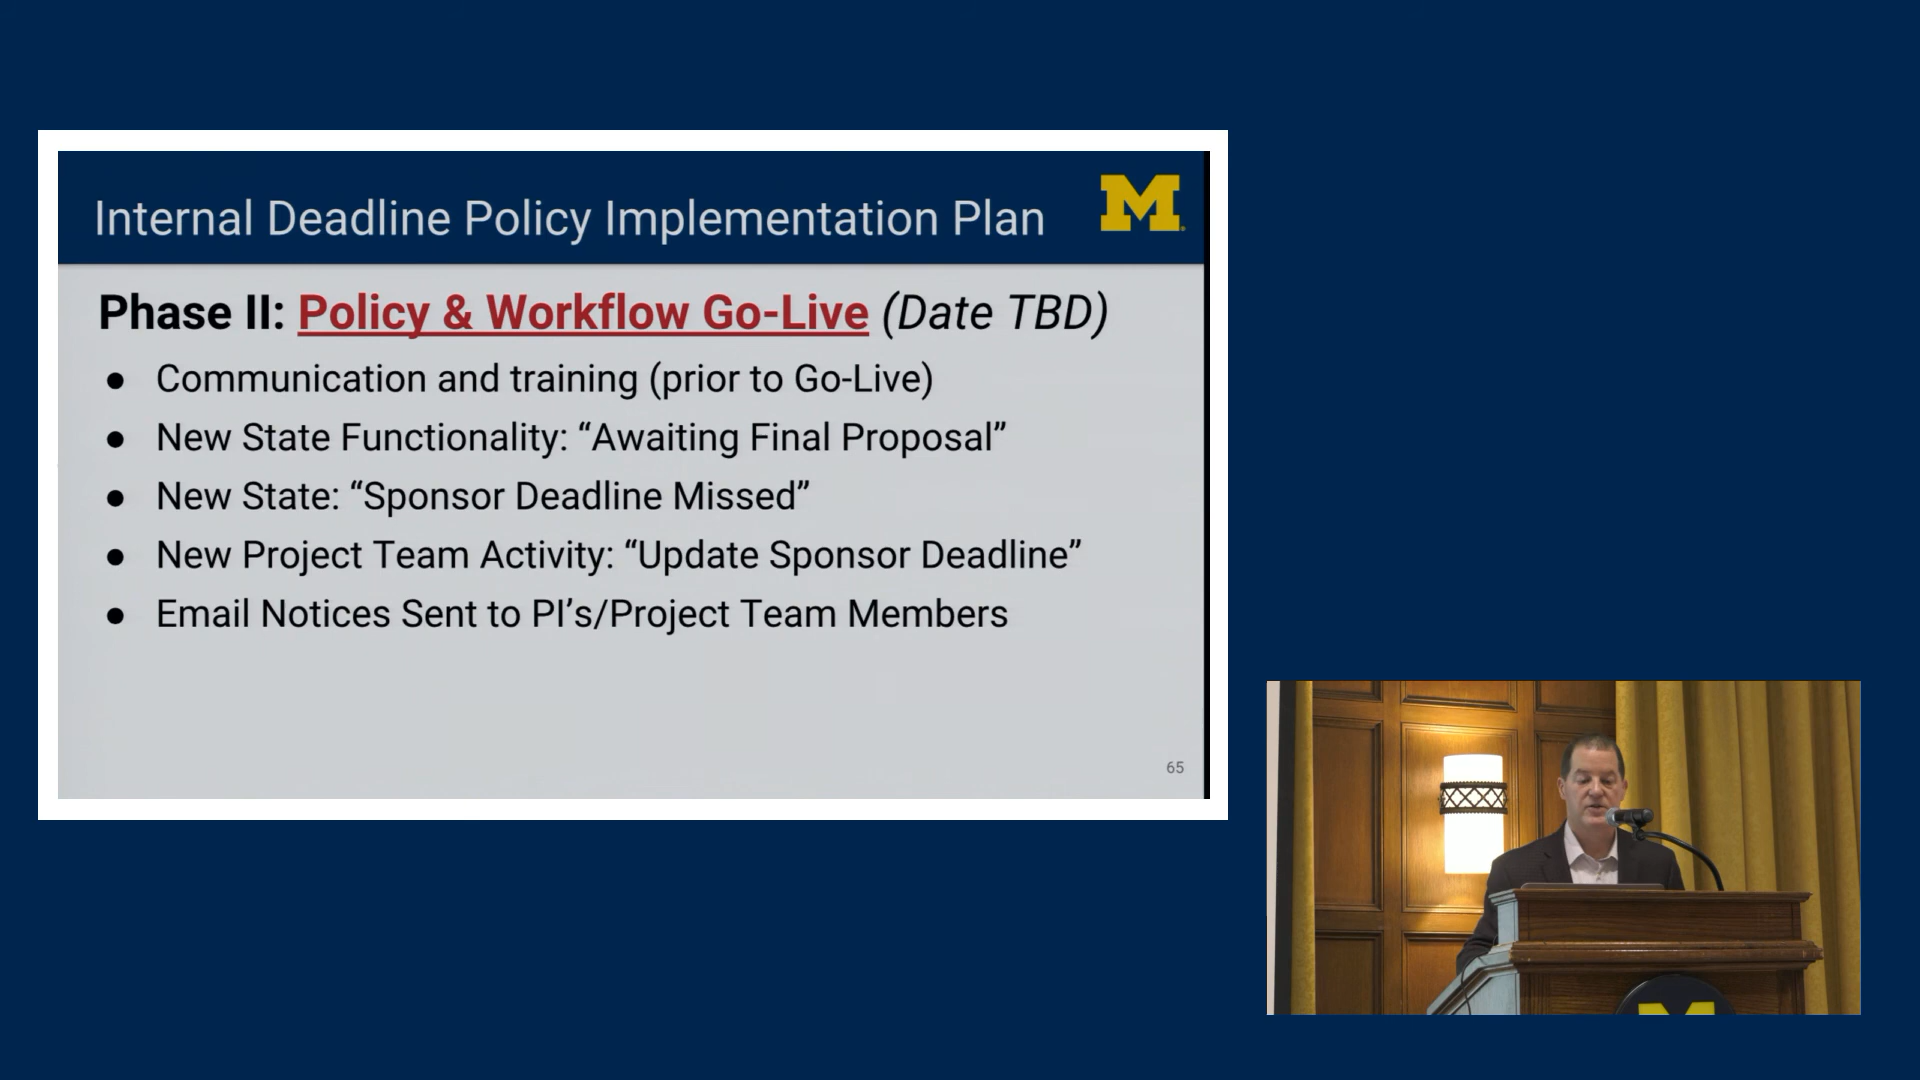 Internal Deadline Policy Implementation Plan
M
Phase II: Policy & Workflow Go-Live (Date TBD)
● Communication and training (prior to Go-Live)
● New State Functionality: “Awaiting Final Proposal”
● New State: “Sponsor Deadline Missed”
● New Project Team Activity: “Update Sponsor Deadline”
● Email Notices Sent to PI’s/Project Team Members
65
M